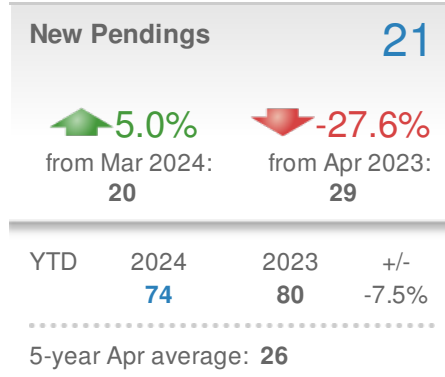 New Pendings 21
5.0% -27.6%
from Mar 2024: from Apr 2023:
20 29
YTD 2024 2023 +/-
74 80 -7.5%
5-year Apr average: 26